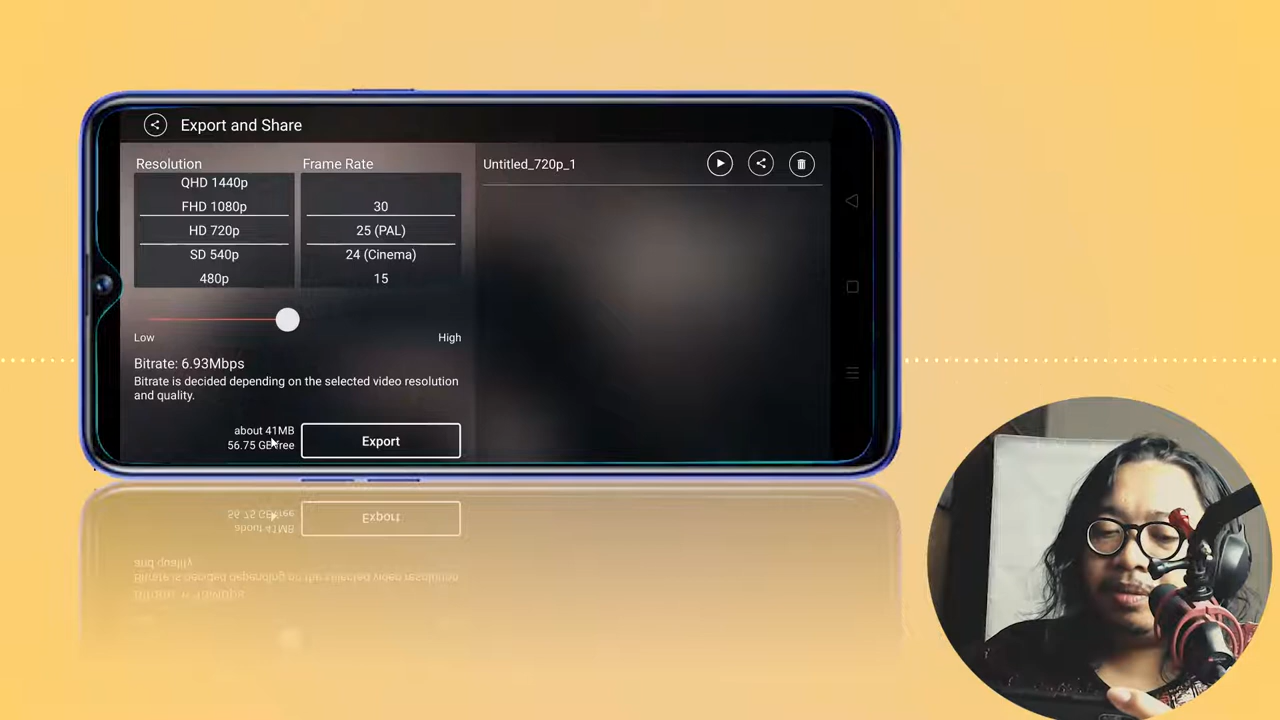 Export and Share
Resolution
Frame Rate
QHD 1440p
FHD 1080p
HD 720p
SD 540p
480p
30
25 (PAL)
24 (Cinema)
15
Low
High
Bitrate: 6.93Mbps
Bitrate is decided depending on the selected video resolution
and quality.
about 41MB
56.75 GB free
Export
Untitled_720p_1